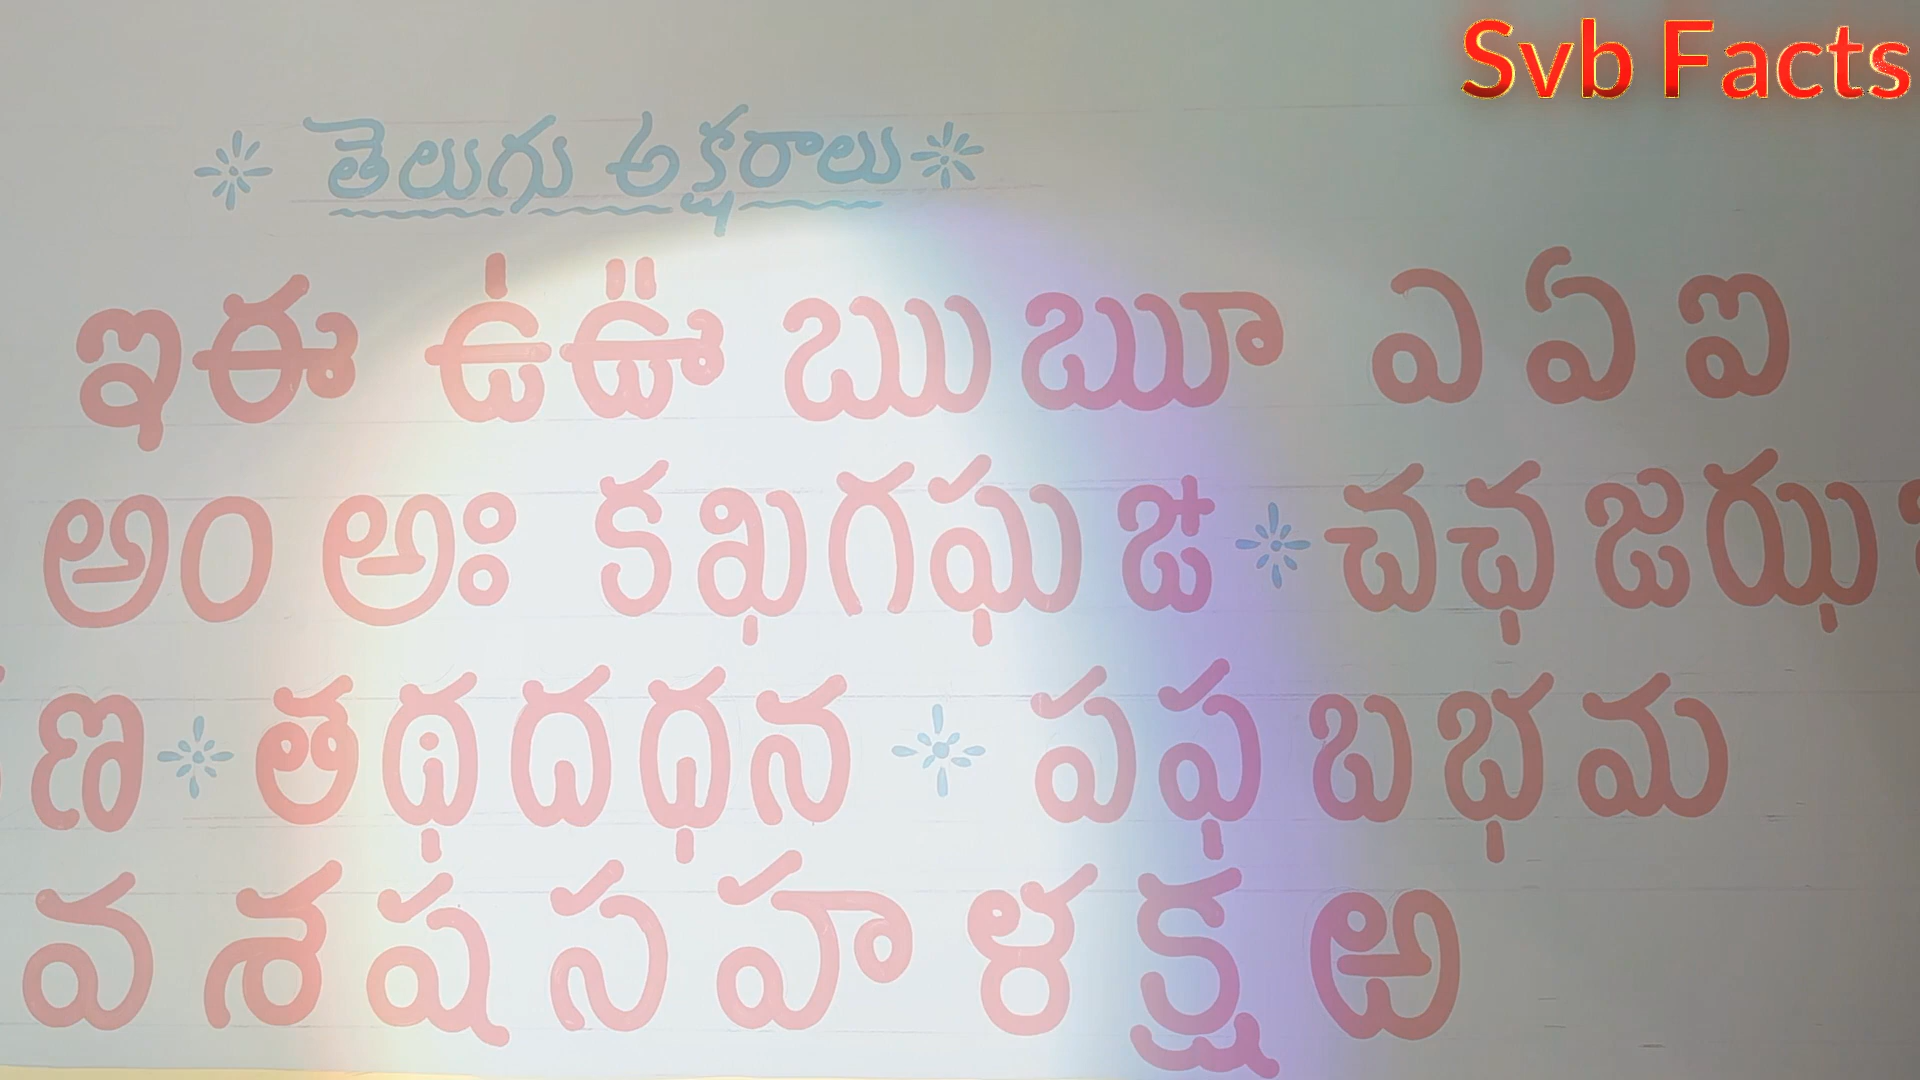 Svb Facts
తెలుగు అక్షరాలు
ఇ ఈ ఉ ఊ ఋ ౠ ఎ ఏ ఐ
అం అః క ఖ గ ఘ ఙ చ ఛ జ ఝ
ణ త థ ద ధ న ప ఫ బ భ మ
వ శ ష స హ ళ క్ష ఱ